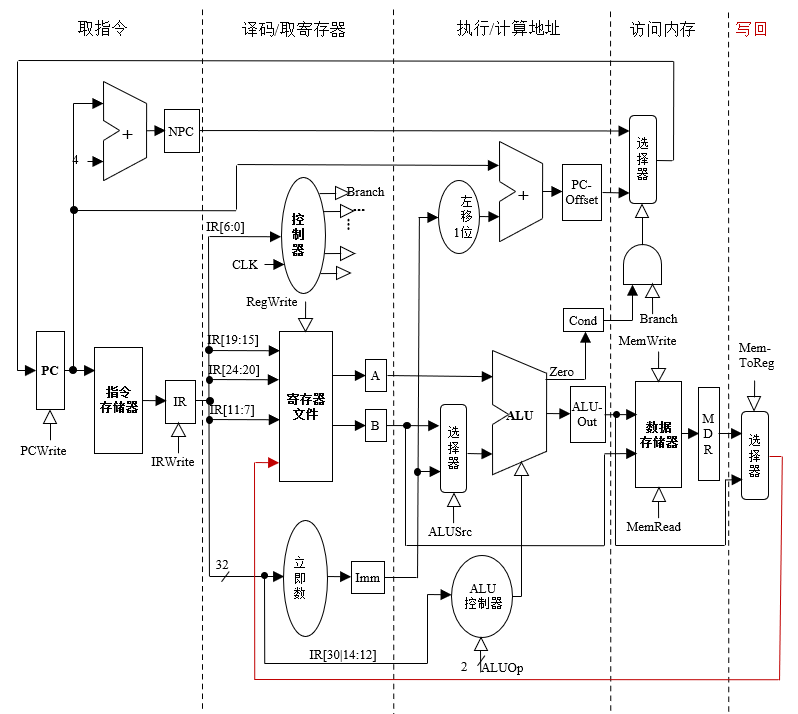 取指令
译码/取寄存器
执行/计算地址
访问内存
写回
+
NPC
4
选择器
+
PC-
Offset
左移1位
Branch
...
控制器
IR[6:0]
CLK
RegWrite
Cond
Branch
MemWrite
Mem-
ToReg
PC
指令
存储器
IR
IR[19:15]
IR[24:20]
IR[11:7]
寄存器
文件
A
B
选择器
ALU
Zero
ALU-
Out
数据
存储器
MDR
选择器
PCWrite
IRWrite
ALUSrc
MemRead
32
立即数
Imm
ALU
控制器
IR[30|14:12]
2
ALUOp